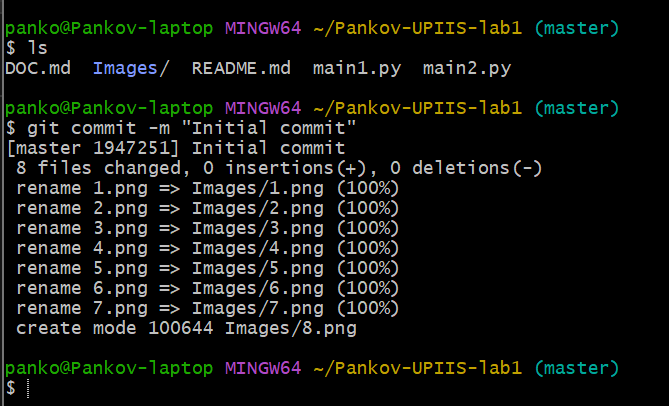 panko@Pankov-laptop MINGW64 ~/Pankov-UPIIS-lab1 (master)
$ ls
DOC.md  Images/  README.md  main1.py  main2.py
panko@Pankov-laptop MINGW64 ~/Pankov-UPIIS-lab1 (master)
$ git commit -m "Initial commit"
[master 1947251] Initial commit
 8 files changed, 0 insertions(+), 0 deletions(-)
 rename 1.png => Images/1.png (100%)
 rename 2.png => Images/2.png (100%)
 rename 3.png => Images/3.png (100%)
 rename 4.png => Images/4.png (100%)
 rename 5.png => Images/5.png (100%)
 rename 6.png => Images/6.png (100%)
 rename 7.png => Images/7.png (100%)
 create mode 100644 Images/8.png
panko@Pankov-laptop MINGW64 ~/Pankov-UPIIS-lab1 (master)
$